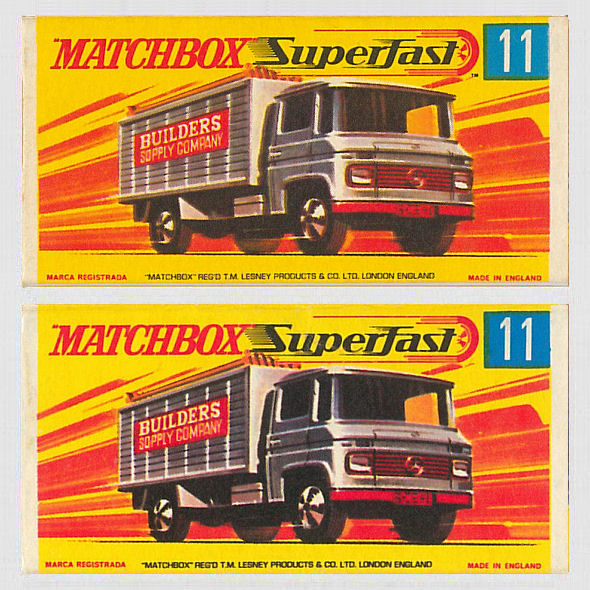 "MATCHBOX" Superfast 11
TM
BUILDERS
SUPPLY COMPANY
MARCA REGISTRADA "MATCHBOX" REG'D T.M. LESNEY PRODUCTS & CO. LTD. LONDON ENGLAND MADE IN ENGLAND
"MATCHBOX" Superfast 11
BUILDERS
SUPPLY COMPANY
MARCA REGISTRADA "MATCHBOX" REG'D T.M. LESNEY PRODUCTS & CO. LTD. LONDON ENGLAND MADE IN ENGLAND